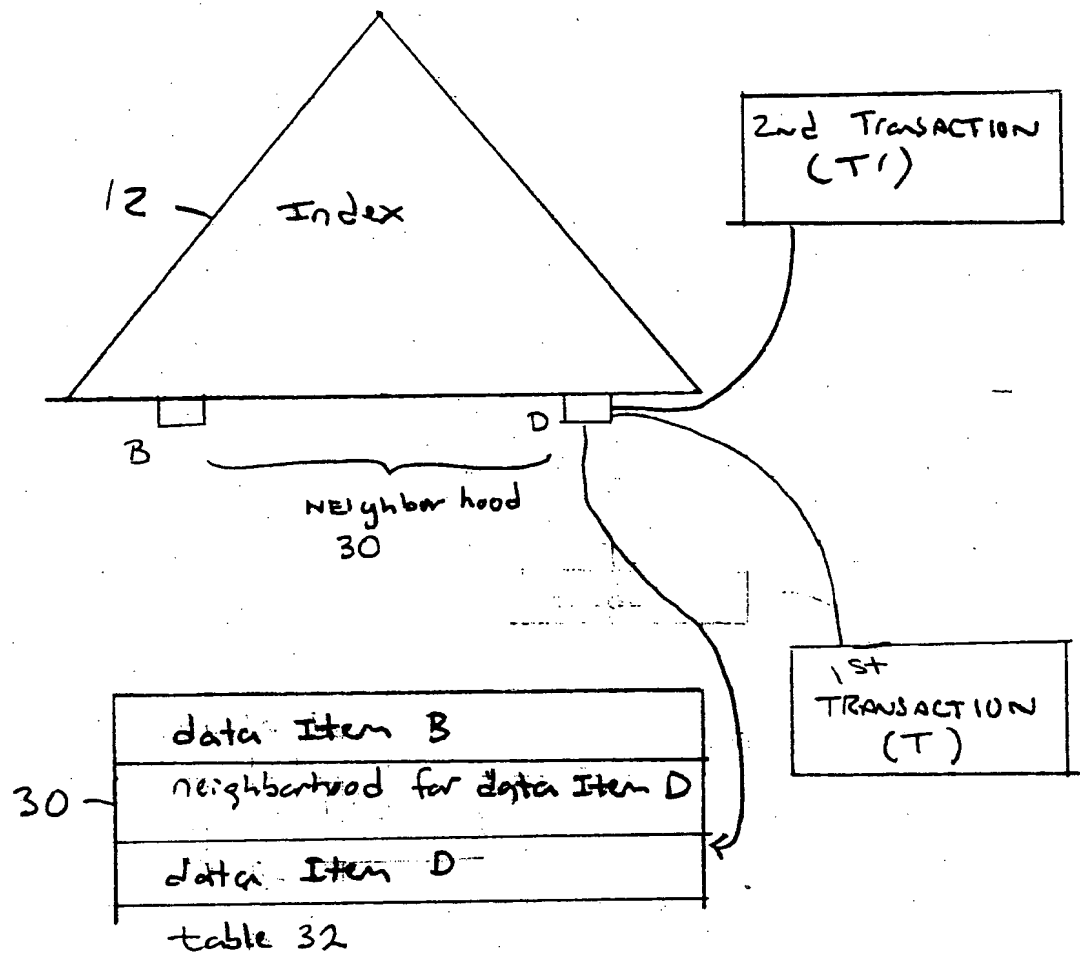 2nd TransACTION
(T')
12
Index
B
D
NEIghbor hood
30
1st
TRANSACTION
(T)
data Item B
30
neighborhood for data Item D
data Item D
table 32